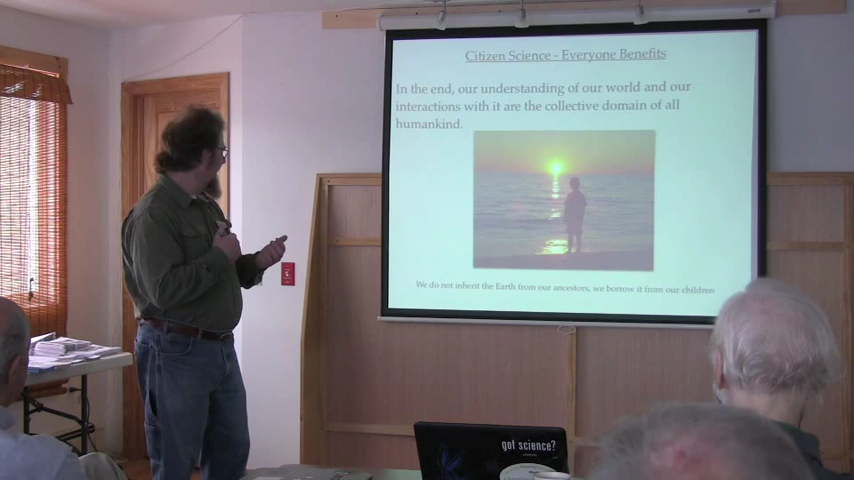 Citizen Science - Everyone Benefits
In the end, our understanding of our world and our
interactions with it are the collective domain of all
humankind.
We do not inherit the Earth from our ancestors, we borrow it from our children
got science?